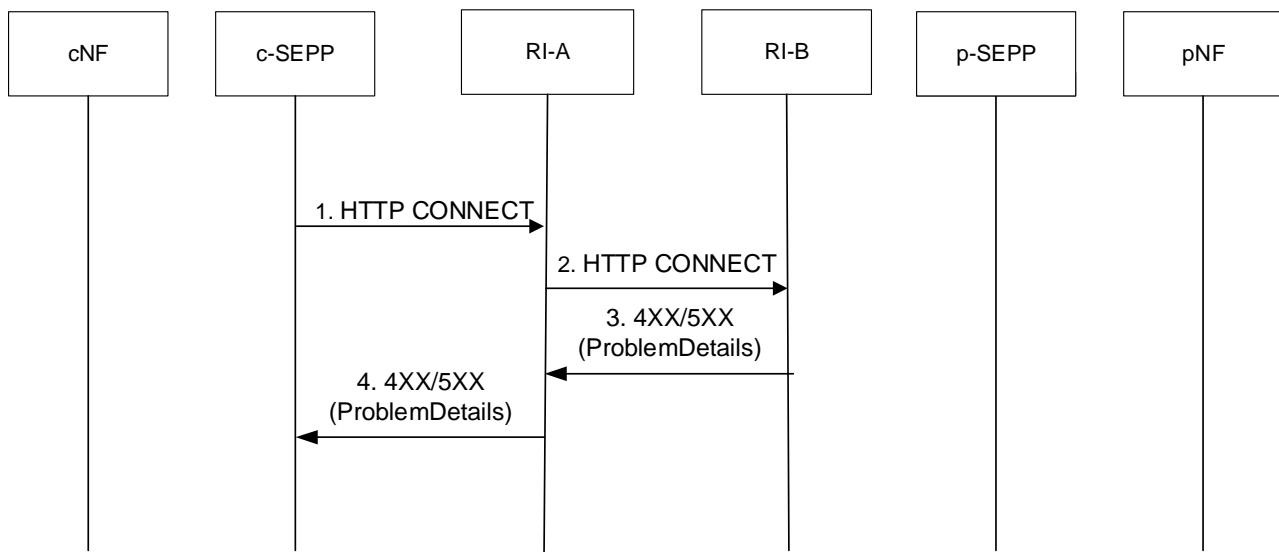 cNF
c-SEPP
RI-A
RI-B
p-SEPP
pNF
1. HTTP CONNECT
2. HTTP CONNECT
3. 4XX/5XX
(ProblemDetails)
4. 4XX/5XX
(ProblemDetails)